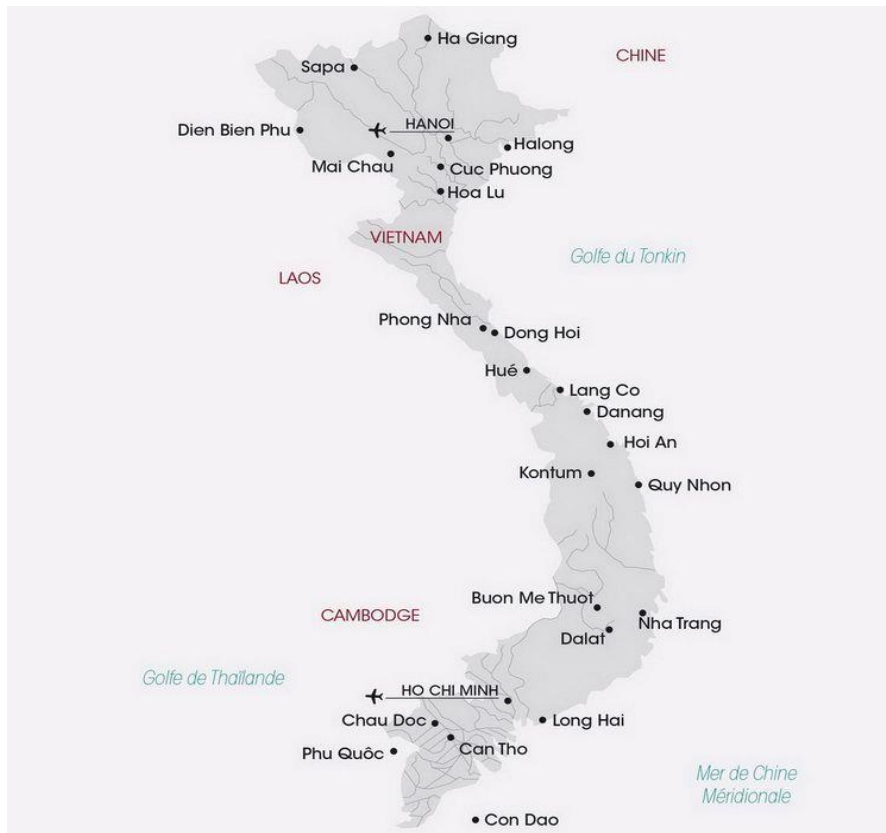 Ha Giang
CHINE
Sapa
HANOI
Dien Bien Phu
Halong
Mai Chau
Cuc Phuong
Hoa Lu
VIETNAM
Golfe du Tonkin
LAOS
Phong Nha
Dong Hoi
Hué
Lang Co
Danang
Hoi An
Kontum
Quy Nhon
Buon Me Thuot
CAMBODGE
Nha Trang
Dalat
Golfe de Thaïlande
HO CHI MINH
Chau Doc
Long Hai
Can Tho
Phu Quôc
Mer de Chine
Méridionale
Con Dao